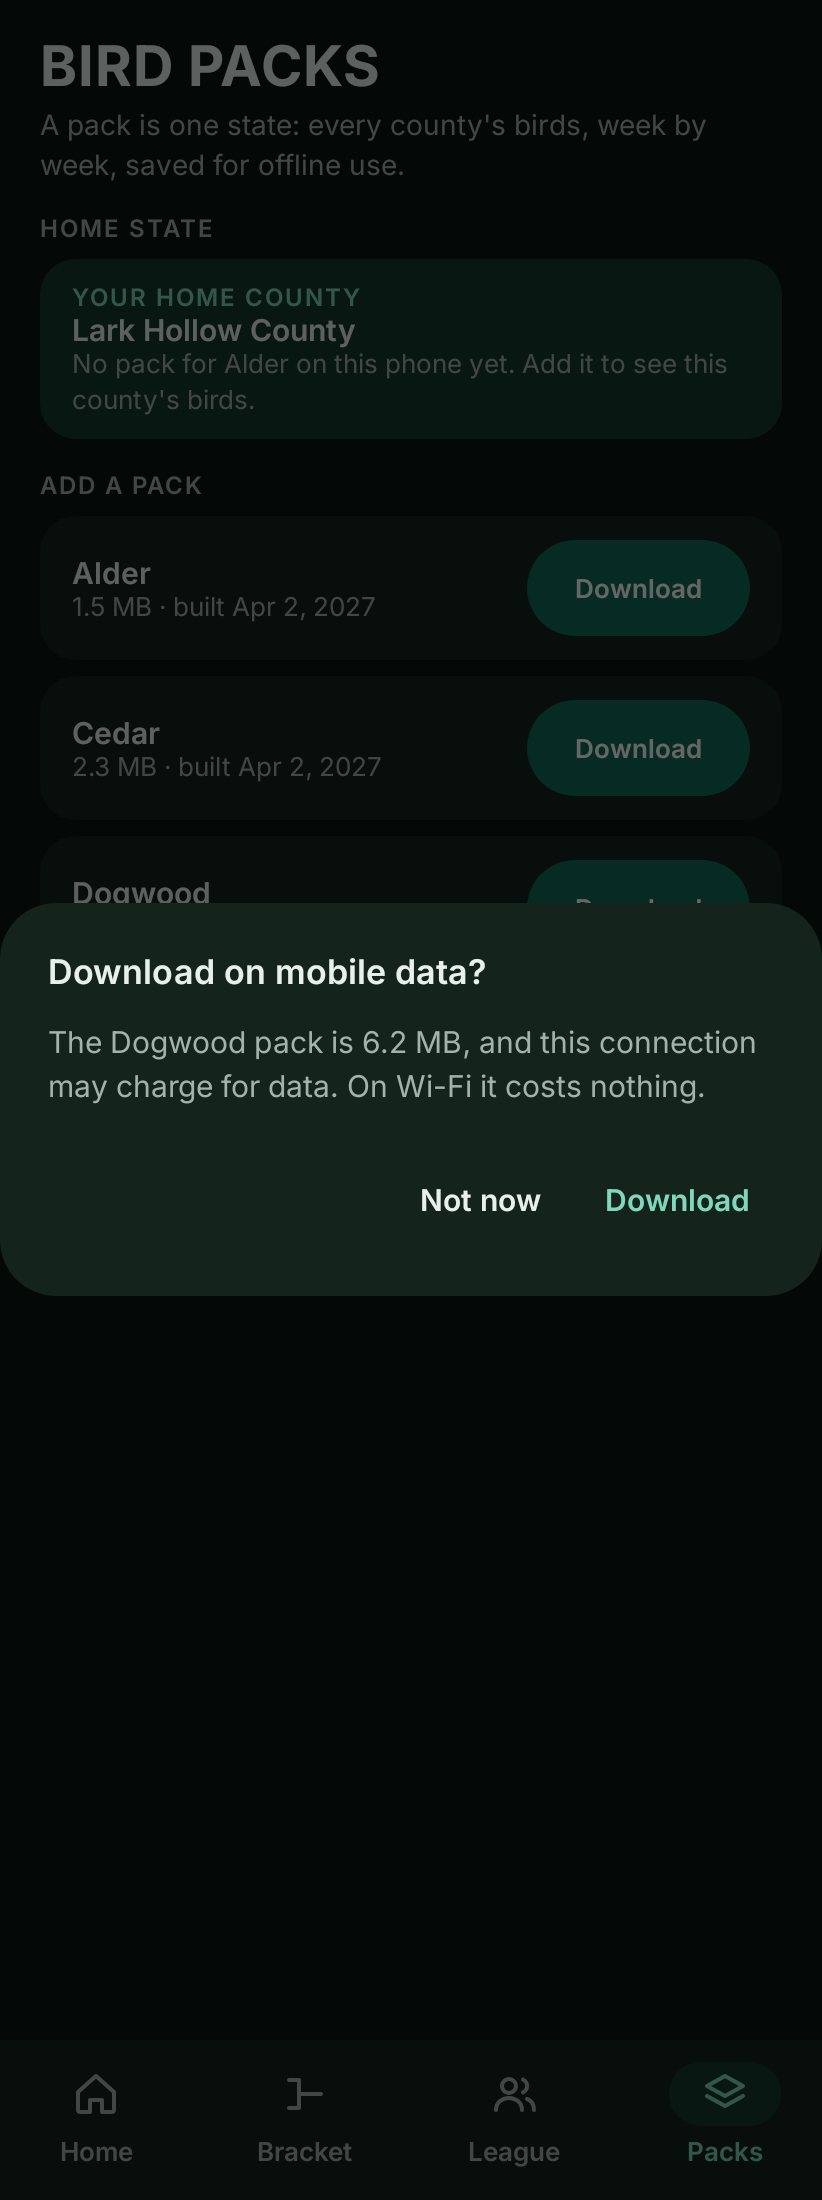 BIRD PACKS
A pack is one state: every county's birds, week by
week, saved for offline use.
HOME STATE
YOUR HOME COUNTY
Lark Hollow County
No pack for Alder on this phone yet. Add it to see this
county's birds.
ADD A PACK
Alder
1.5 MB · built Apr 2, 2027
Download
Cedar
2.3 MB · built Apr 2, 2027
Download
Dogwood
Download
Download on mobile data?
The Dogwood pack is 6.2 MB, and this connection
may charge for data. On Wi-Fi it costs nothing.
Not now
Download
Home
Bracket
League
Packs